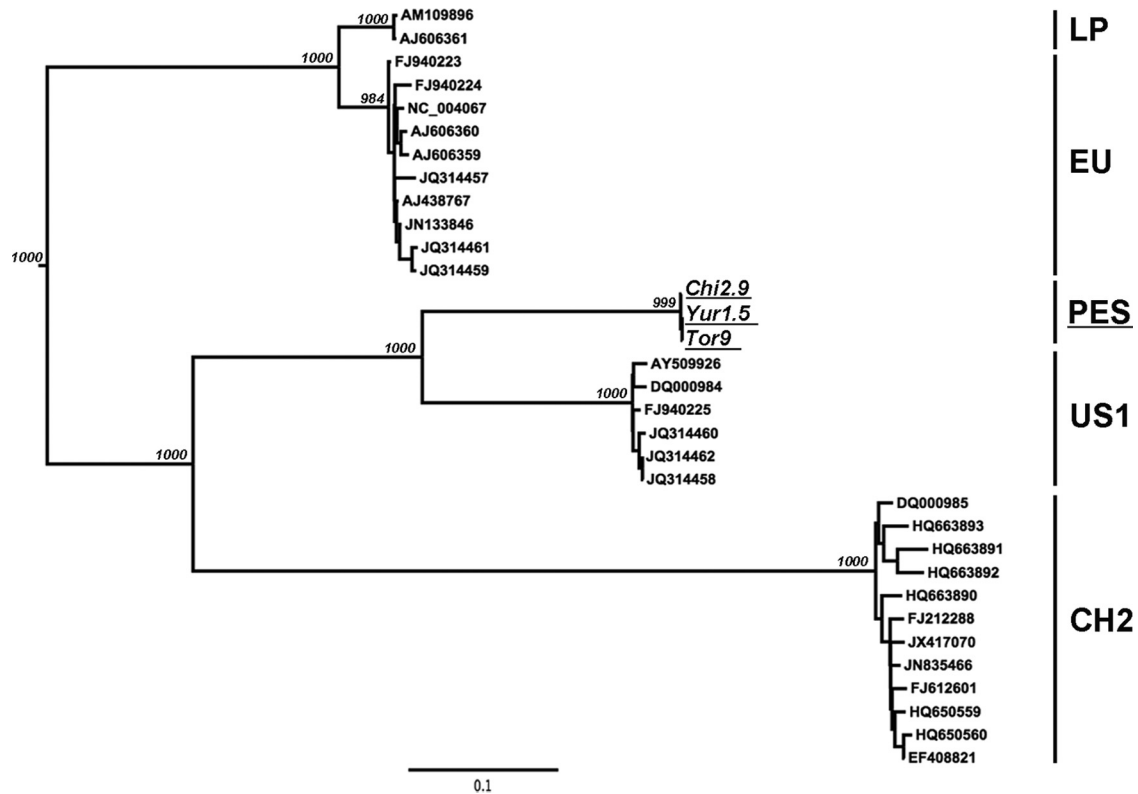 1000 AM109896
AJ606361
LP
1000
FJ940223
FJ940224
984
NC_004067
AJ606360
AJ606359
EU
JQ314457
AJ438767
JN133846
JQ314461
1000
JQ314459
Chi2.9
999
Yur1.5
PES
Tor9
1000
AY509926
DQ000984
1000
FJ940225
US1
JQ314460
1000
JQ314462
JQ314458
DQ000985
HQ663893
HQ663891
1000
HQ663892
HQ663890
FJ212288
CH2
JX417070
JN835466
FJ612601
HQ650559
HQ650560
EF408821
0.1